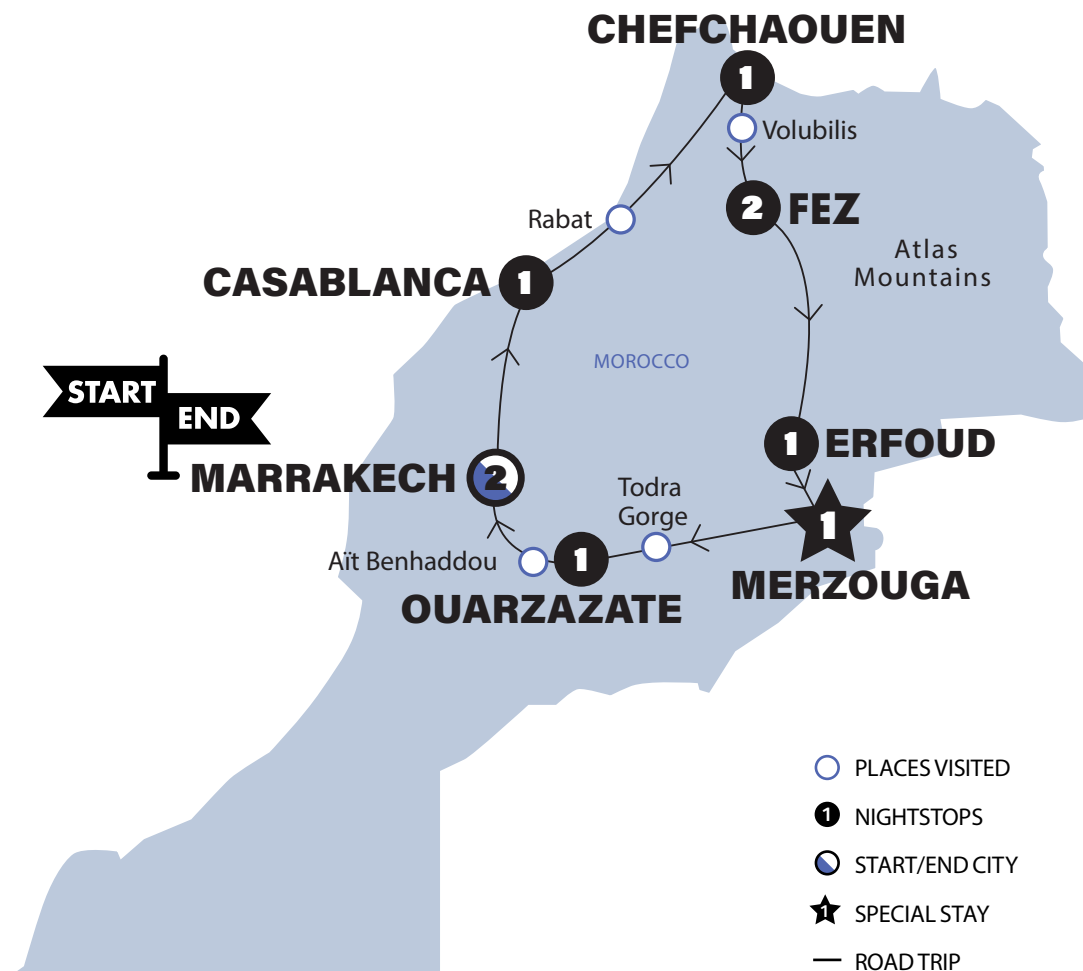 CHEFCHAOUEN
1
Volubilis
2 FEZ
Rabat
Atlas
Mountains
CASABLANCA 1
MOROCCO
START
END
1 ERFOUD
MARRAKECH 2
Todra
Gorge
1
MERZOUGA
Aït Benhaddou
1
OUARZAZATE
PLACES VISITED
1 NIGHTSTOPS
START/END CITY
1 SPECIAL STAY
ROAD TRIP